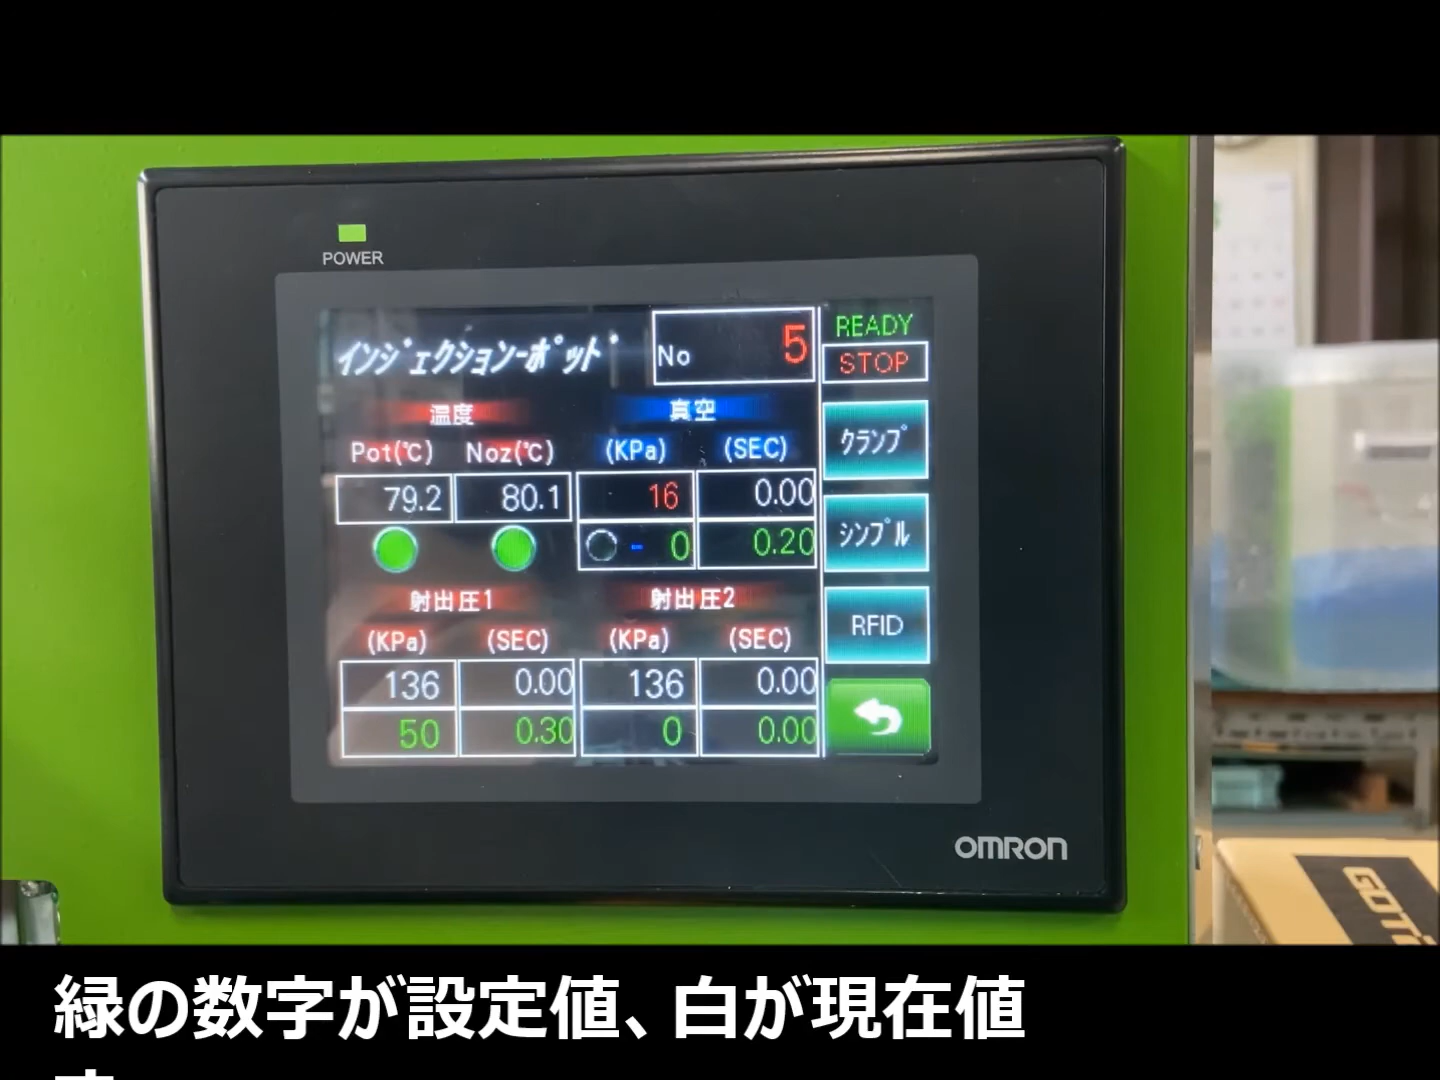 POWER
インジェクションーポット
No 5
READY
STOP
温度
真空
Pot(℃) Noz(℃) (KPa) (SEC)
79.2 80.1 16 0.00
- 0 0.20
クランプ
シンプル
RFID
射出圧1 射出圧2
(KPa) (SEC) (KPa) (SEC)
136 0.00 136 0.00
50 0.30 0 0.00
OMRON
緑の数字が設定値、白が現在値